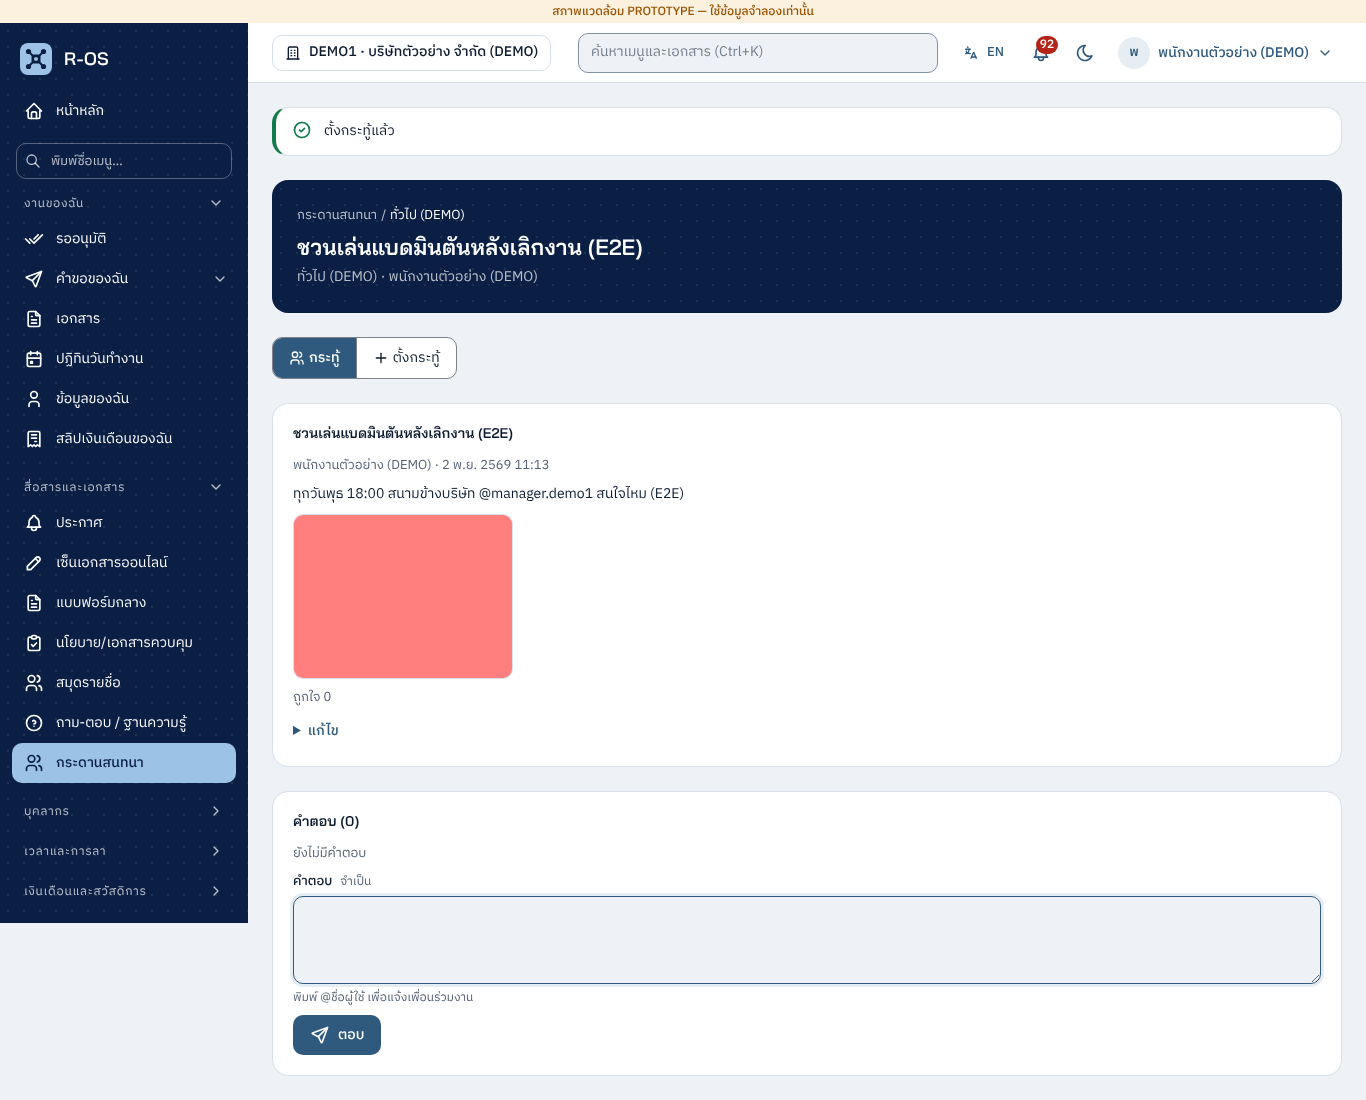 สภาพแวดล้อม PROTOTYPE — ใช้ข้อมูลจำลองเท่านั้น
R-OS
หน้าหลัก
พิมพ์ชื่อเมนู...
งานของฉัน
รออนุมัติ
คำขอของฉัน
เอกสาร
ปฏิทินวันทำงาน
ข้อมูลของฉัน
สลิปเงินเดือนของฉัน
สื่อสารและเอกสาร
ประกาศ
เซ็นเอกสารออนไลน์
แบบฟอร์มกลาง
นโยบาย/เอกสารควบคุม
สมุดรายชื่อ
ถาม-ตอบ / ฐานความรู้
กระดานสนทนา
บุคลากร
เวลาและการลา
เงินเดือนและสวัสดิการ
DEMO1 · บริษัทตัวอย่าง จำกัด (DEMO)
ค้นหาเมนูและเอกสาร (Ctrl+K)
EN
92
พ
พนักงานตัวอย่าง (DEMO)
ตั้งกระทู้แล้ว
กระดานสนทนา / ทั่วไป (DEMO)
ชวนเล่นแบดมินตันหลังเลิกงาน (E2E)
ทั่วไป (DEMO) · พนักงานตัวอย่าง (DEMO)
กระทู้
ตั้งกระทู้
ชวนเล่นแบดมินตันหลังเลิกงาน (E2E)
พนักงานตัวอย่าง (DEMO) · 2 พ.ย. 2569 11:13
ทุกวันพุธ 18:00 สนามข้างบริษัท @manager.demo1 สนใจไหม (E2E)
ถูกใจ 0
แก้ไข
คำตอบ (0)
ยังไม่มีคำตอบ
คำตอบ จำเป็น
พิมพ์ @ชื่อผู้ใช้ เพื่อแจ้งเพื่อนร่วมงาน
ตอบ